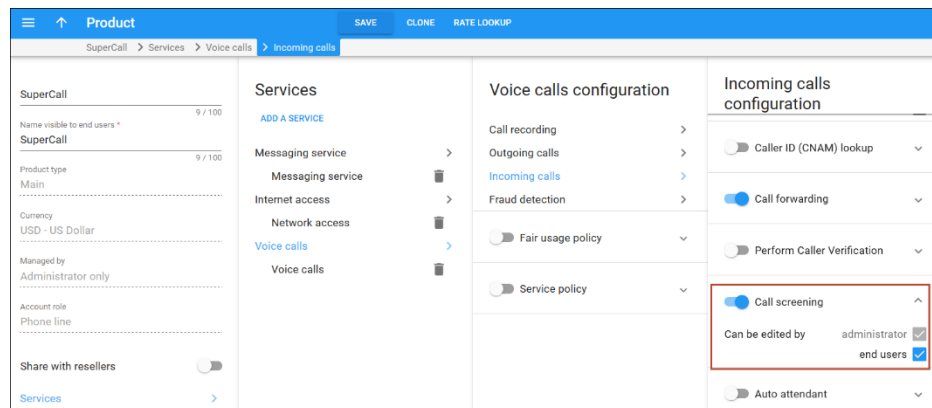 Product
SAVE
CLONE
RATE LOOKUP
SuperCall
Services
Voice calls
Incoming calls
SuperCall
9 / 100
Name visible to end users *
SuperCall
9 / 100
Product type
Main
Currency
USD - US Dollar
Managed by
Administrator only
Account role
Phone line
Share with resellers
Services
Services
ADD A SERVICE
Messaging service
Messaging service
Internet access
Network access
Voice calls
Voice calls
Voice calls configuration
Call recording
Outgoing calls
Incoming calls
Fraud detection
Fair usage policy
Service policy
Incoming calls
configuration
Caller ID (CNAM) lookup
Call forwarding
Perform Caller Verification
Call screening
Can be edited by administrator
end users
Auto attendant